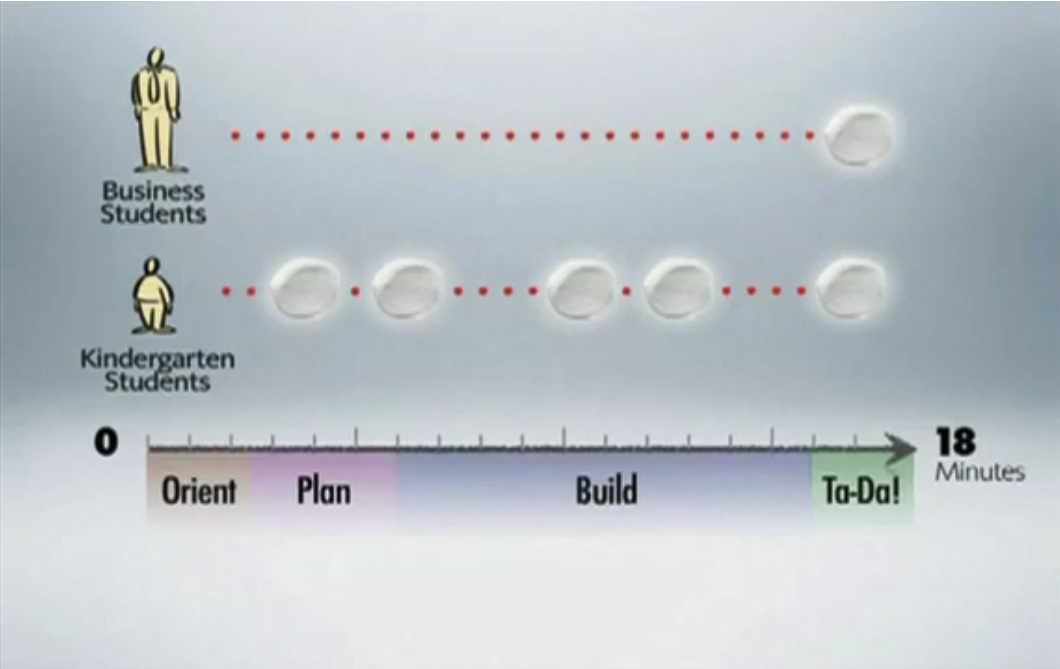 Business
Students
Kindergarten
Students
0
18
Minutes
Orient Plan Build Ta-Da!